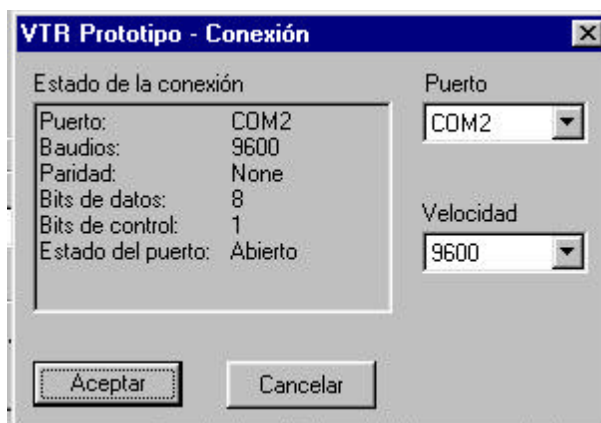 VTR Prototipo - Conexión
Estado de la conexión
Puerto: COM2
Baudios: 9600
Paridad: None
Bits de datos: 8
Bits de control: 1
Estado del puerto: Abierto
Puerto
COM2
Velocidad
9600
Aceptar
Cancelar